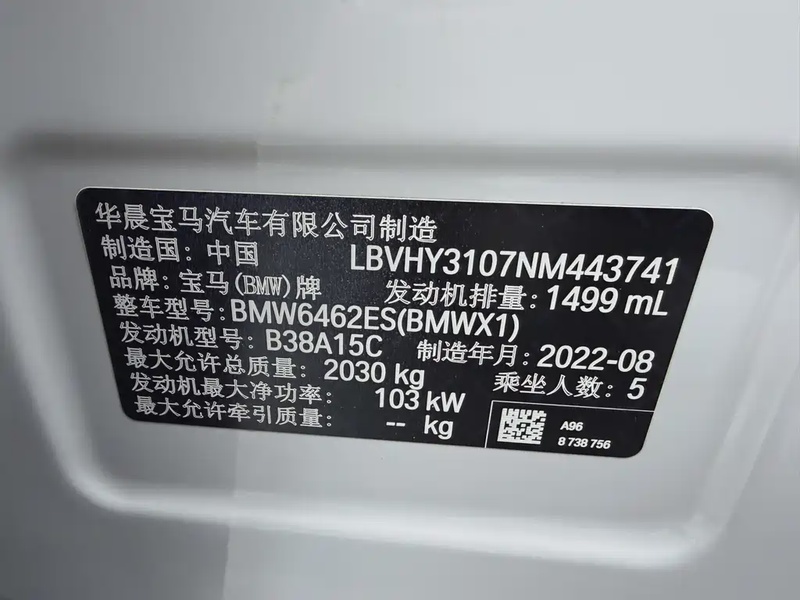 华晨宝马汽车有限公司制造
制造国: 中国 LBVHY3107NM443741
品牌: 宝马(BMW)牌 发动机排量: 1499 mL
整车型号: BMW6462ES(BMWX1)
发动机型号: B38A15C 制造年月: 2022-08
最大允许总质量: 2030 kg 乘坐人数: 5
发动机最大净功率: 103 kW
最大允许牵引质量: -- kg
A96
8 738 756